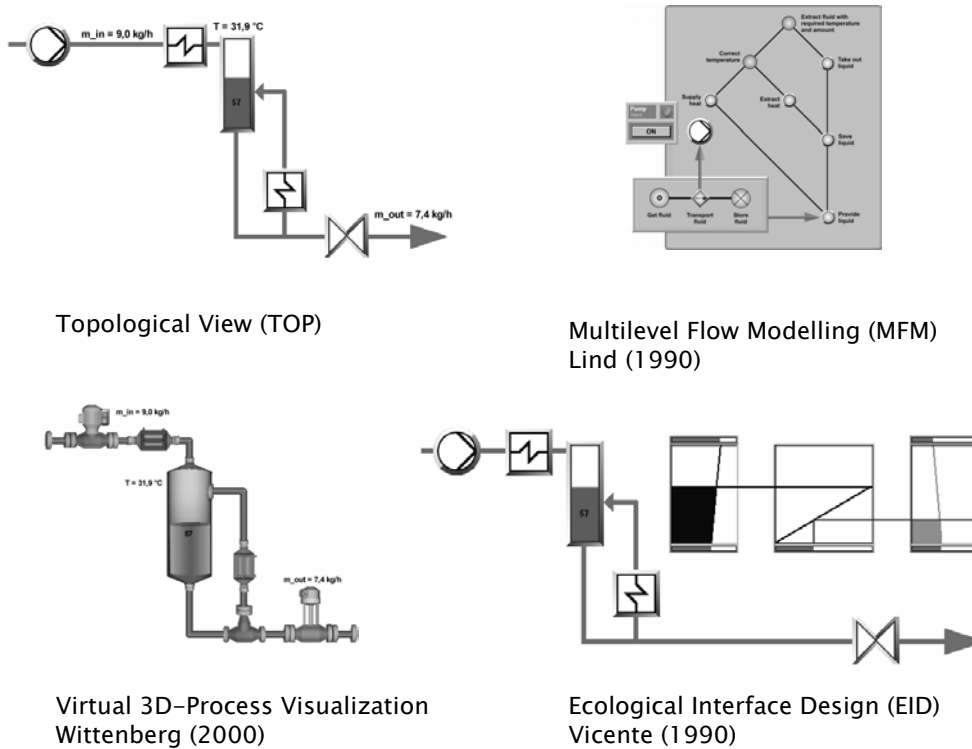 T = 31,9 °C
m_in = 9,0 kg/h
57
m_out = 7,4 kg/h
Topological View (TOP)
Extract fluid with
required temperature
and amount
Correct
temperature
Take out
liquid
Supply
heat
Extract
heat
Pump
ON
Save
liquid
Get fluid
Transport
fluid
Store
fluid
Provide
liquid
Multilevel Flow Modelling (MFM)
Lind (1990)
m_in = 9,0 kg/h
T = 31,9 °C
57
m_out = 7,4 kg/h
Virtual 3D-Process Visualization
Wittenberg (2000)
57
Ecological Interface Design (EID)
Vicente (1990)